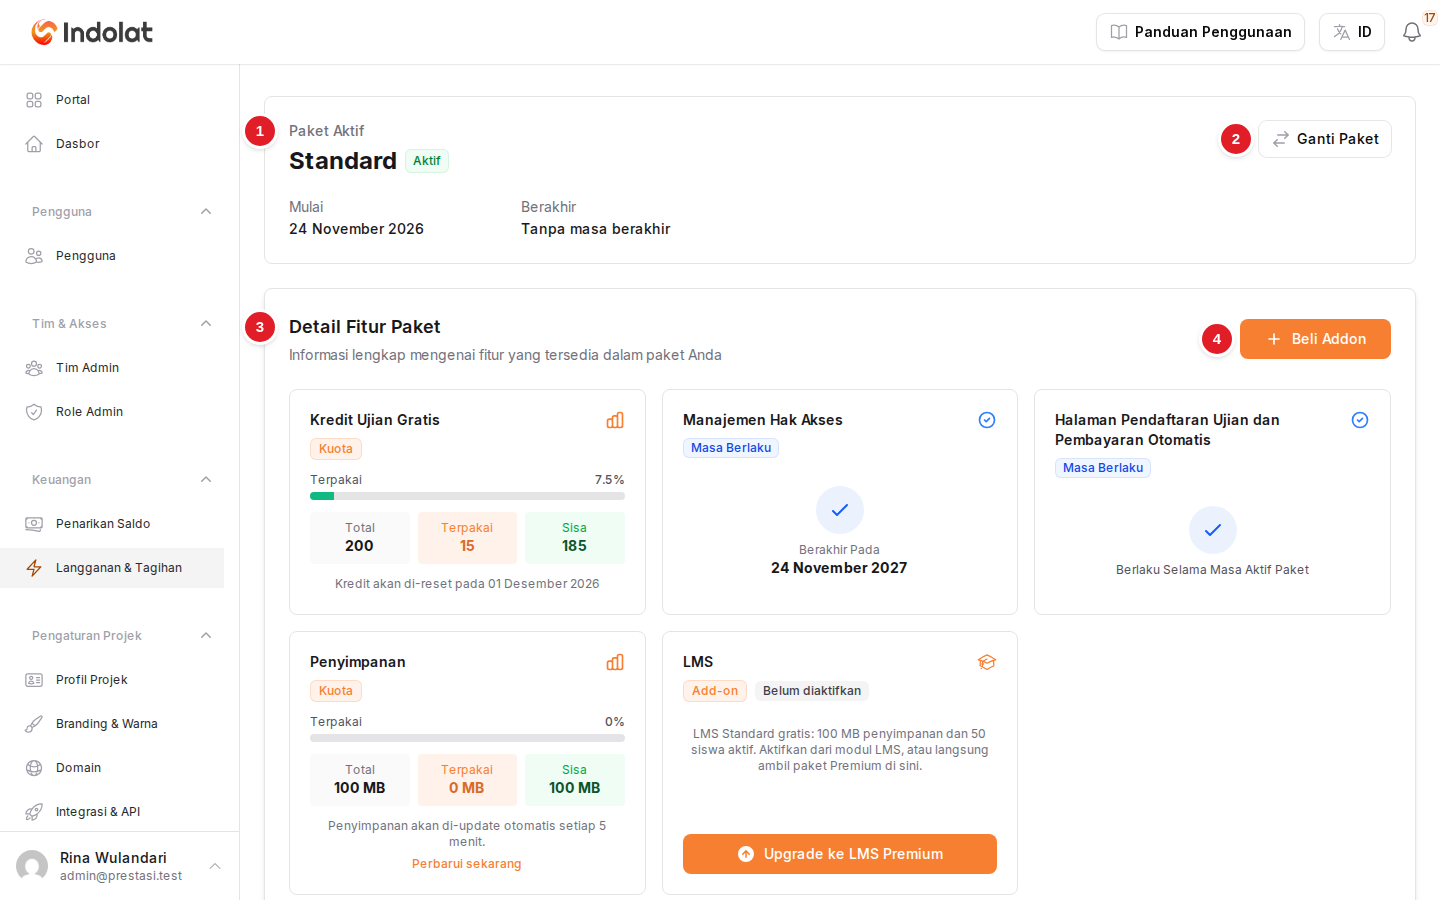 Indolat
Panduan Penggunaan
ID
17
Portal
Dasbor
Pengguna
Pengguna
Tim & Akses
Tim Admin
Role Admin
Keuangan
Penarikan Saldo
Langganan & Tagihan
Pengaturan Projek
Profil Projek
Branding & Warna
Domain
Integrasi & API
Rina Wulandari
admin@prestasi.test
1
Paket Aktif
Standard
Aktif
2
Ganti Paket
Mulai
24 November 2026
Berakhir
Tanpa masa berakhir
3
Detail Fitur Paket
Informasi lengkap mengenai fitur yang tersedia dalam paket Anda
4
Beli Addon
Kredit Ujian Gratis
Kuota
Terpakai
7.5%
Total
200
Terpakai
15
Sisa
185
Kredit akan di-reset pada 01 Desember 2026
Manajemen Hak Akses
Masa Berlaku
Berakhir Pada
24 November 2027
Halaman Pendaftaran Ujian dan
Pembayaran Otomatis
Masa Berlaku
Berlaku Selama Masa Aktif Paket
Penyimpanan
Kuota
Terpakai
0%
Total
100 MB
Terpakai
0 MB
Sisa
100 MB
Penyimpanan akan di-update otomatis setiap 5
menit.
Perbarui sekarang
LMS
Add-on
Belum diaktifkan
LMS Standard gratis: 100 MB penyimpanan dan 50
siswa aktif. Aktifkan dari modul LMS, atau langsung
ambil paket Premium di sini.
Upgrade ke LMS Premium